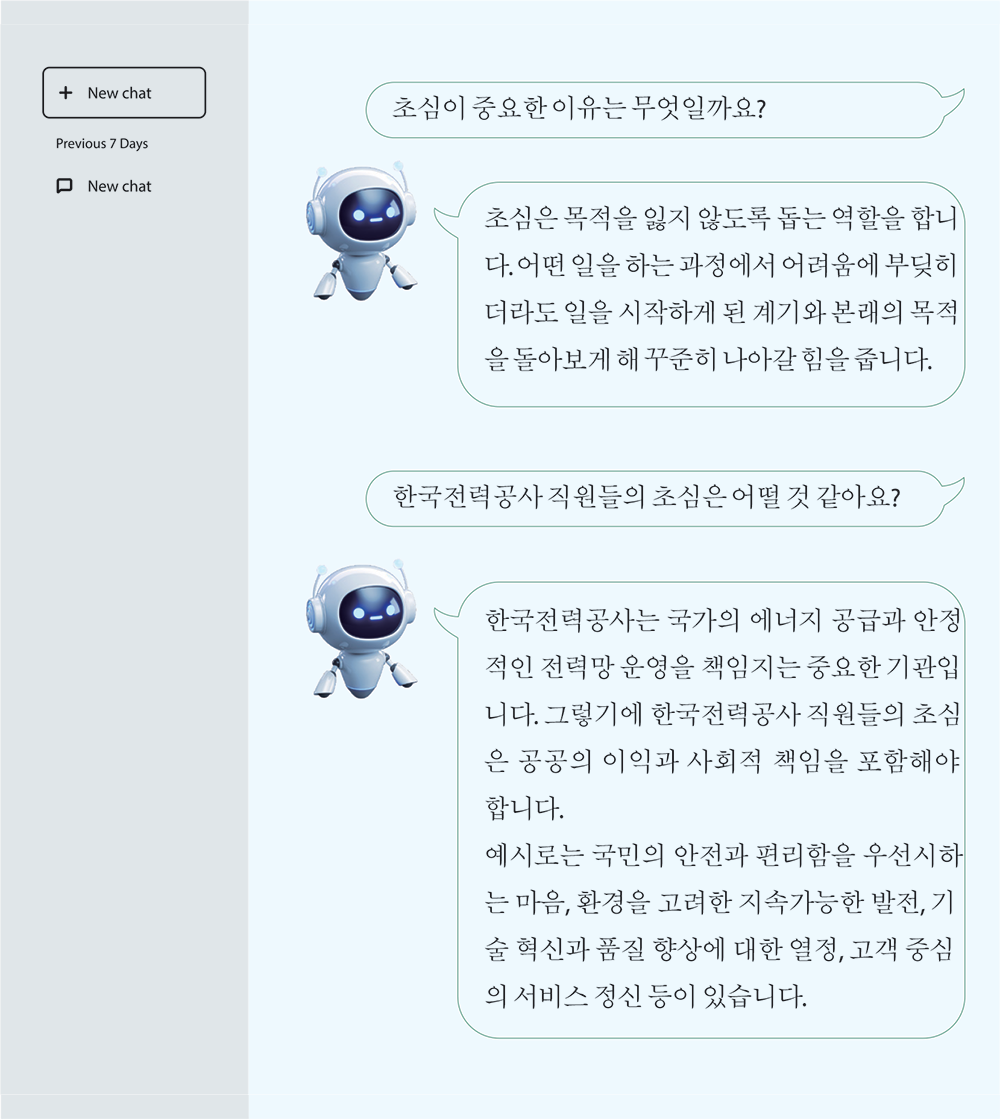 New chat
Previous 7 Days
New chat
초심이 중요한 이유는 무엇일까요?
초심은 목적을 잃지 않도록 돕는 역할을 합니
다. 어떤 일을 하는 과정에서 어려움에 부딪히
더라도 일을 시작하게 된 계기와 본래의 목적
을 돌아보게 해 꾸준히 나아갈 힘을 줍니다.
한국전력공사 직원들의 초심은 어떨 것 같아요?
한국전력공사는 국가의 에너지 공급과 안정
적인 전력망 운영을 책임지는 중요한 기관입
니다. 그렇기에 한국전력공사 직원들의 초심
은 공공의 이익과 사회적 책임을 포함해야
합니다.
예시로는 국민의 안전과 편리함을 우선시하
는 마음, 환경을 고려한 지속가능한 발전, 기
술 혁신과 품질 향상에 대한 열정, 고객 중심
의 서비스 정신 등이 있습니다.